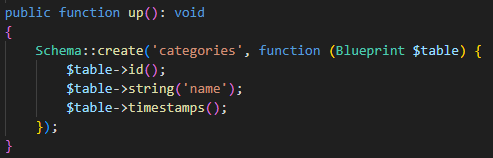 public function up(): void
{
    Schema::create('categories', function (Blueprint $table) {
        $table->id();
        $table->string('name');
        $table->timestamps();
    });
}